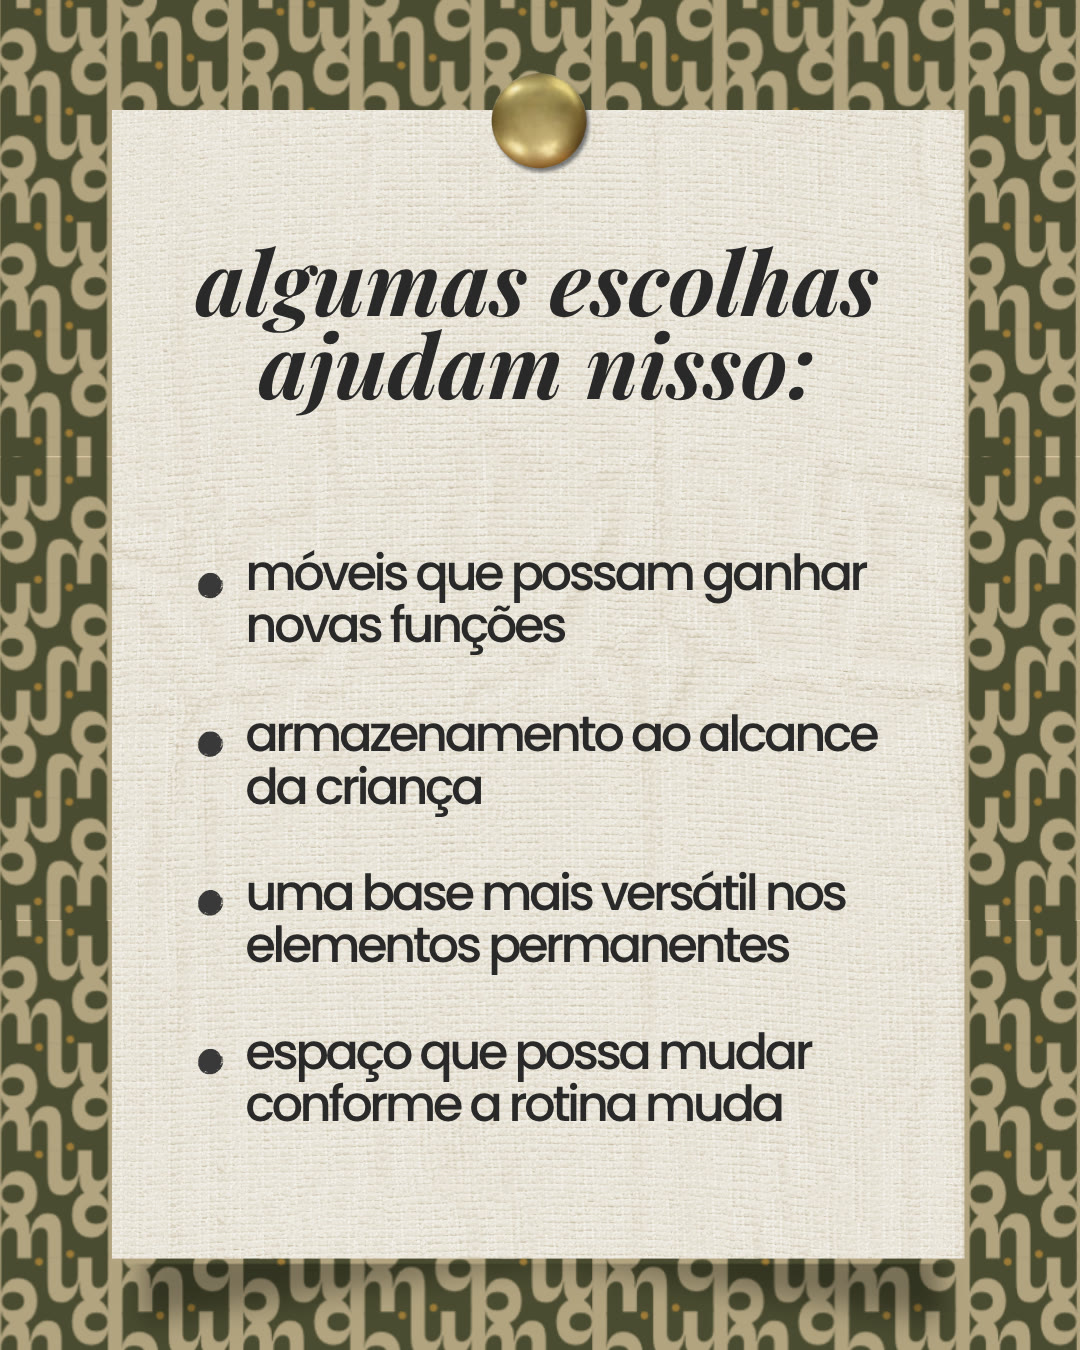 algumas escolhas
ajudam nisso:
móveis que possam ganhar
novas funções
armazenamento ao alcance
da criança
uma base mais versátil nos
elementos permanentes
espaço que possa mudar
conforme a rotina muda